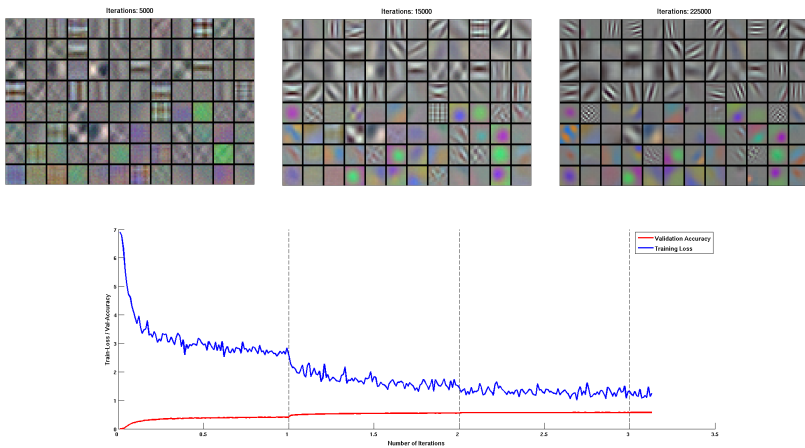 Iterations: 5000
Iterations: 15000
Iterations: 225000
Train-Loss / Val-Accuracy
7
6
5
4
3
2
1
0
0
0.5
1
1.5
2
2.5
3
3.5
Number of Iterations
Validation Accuracy
Training Loss